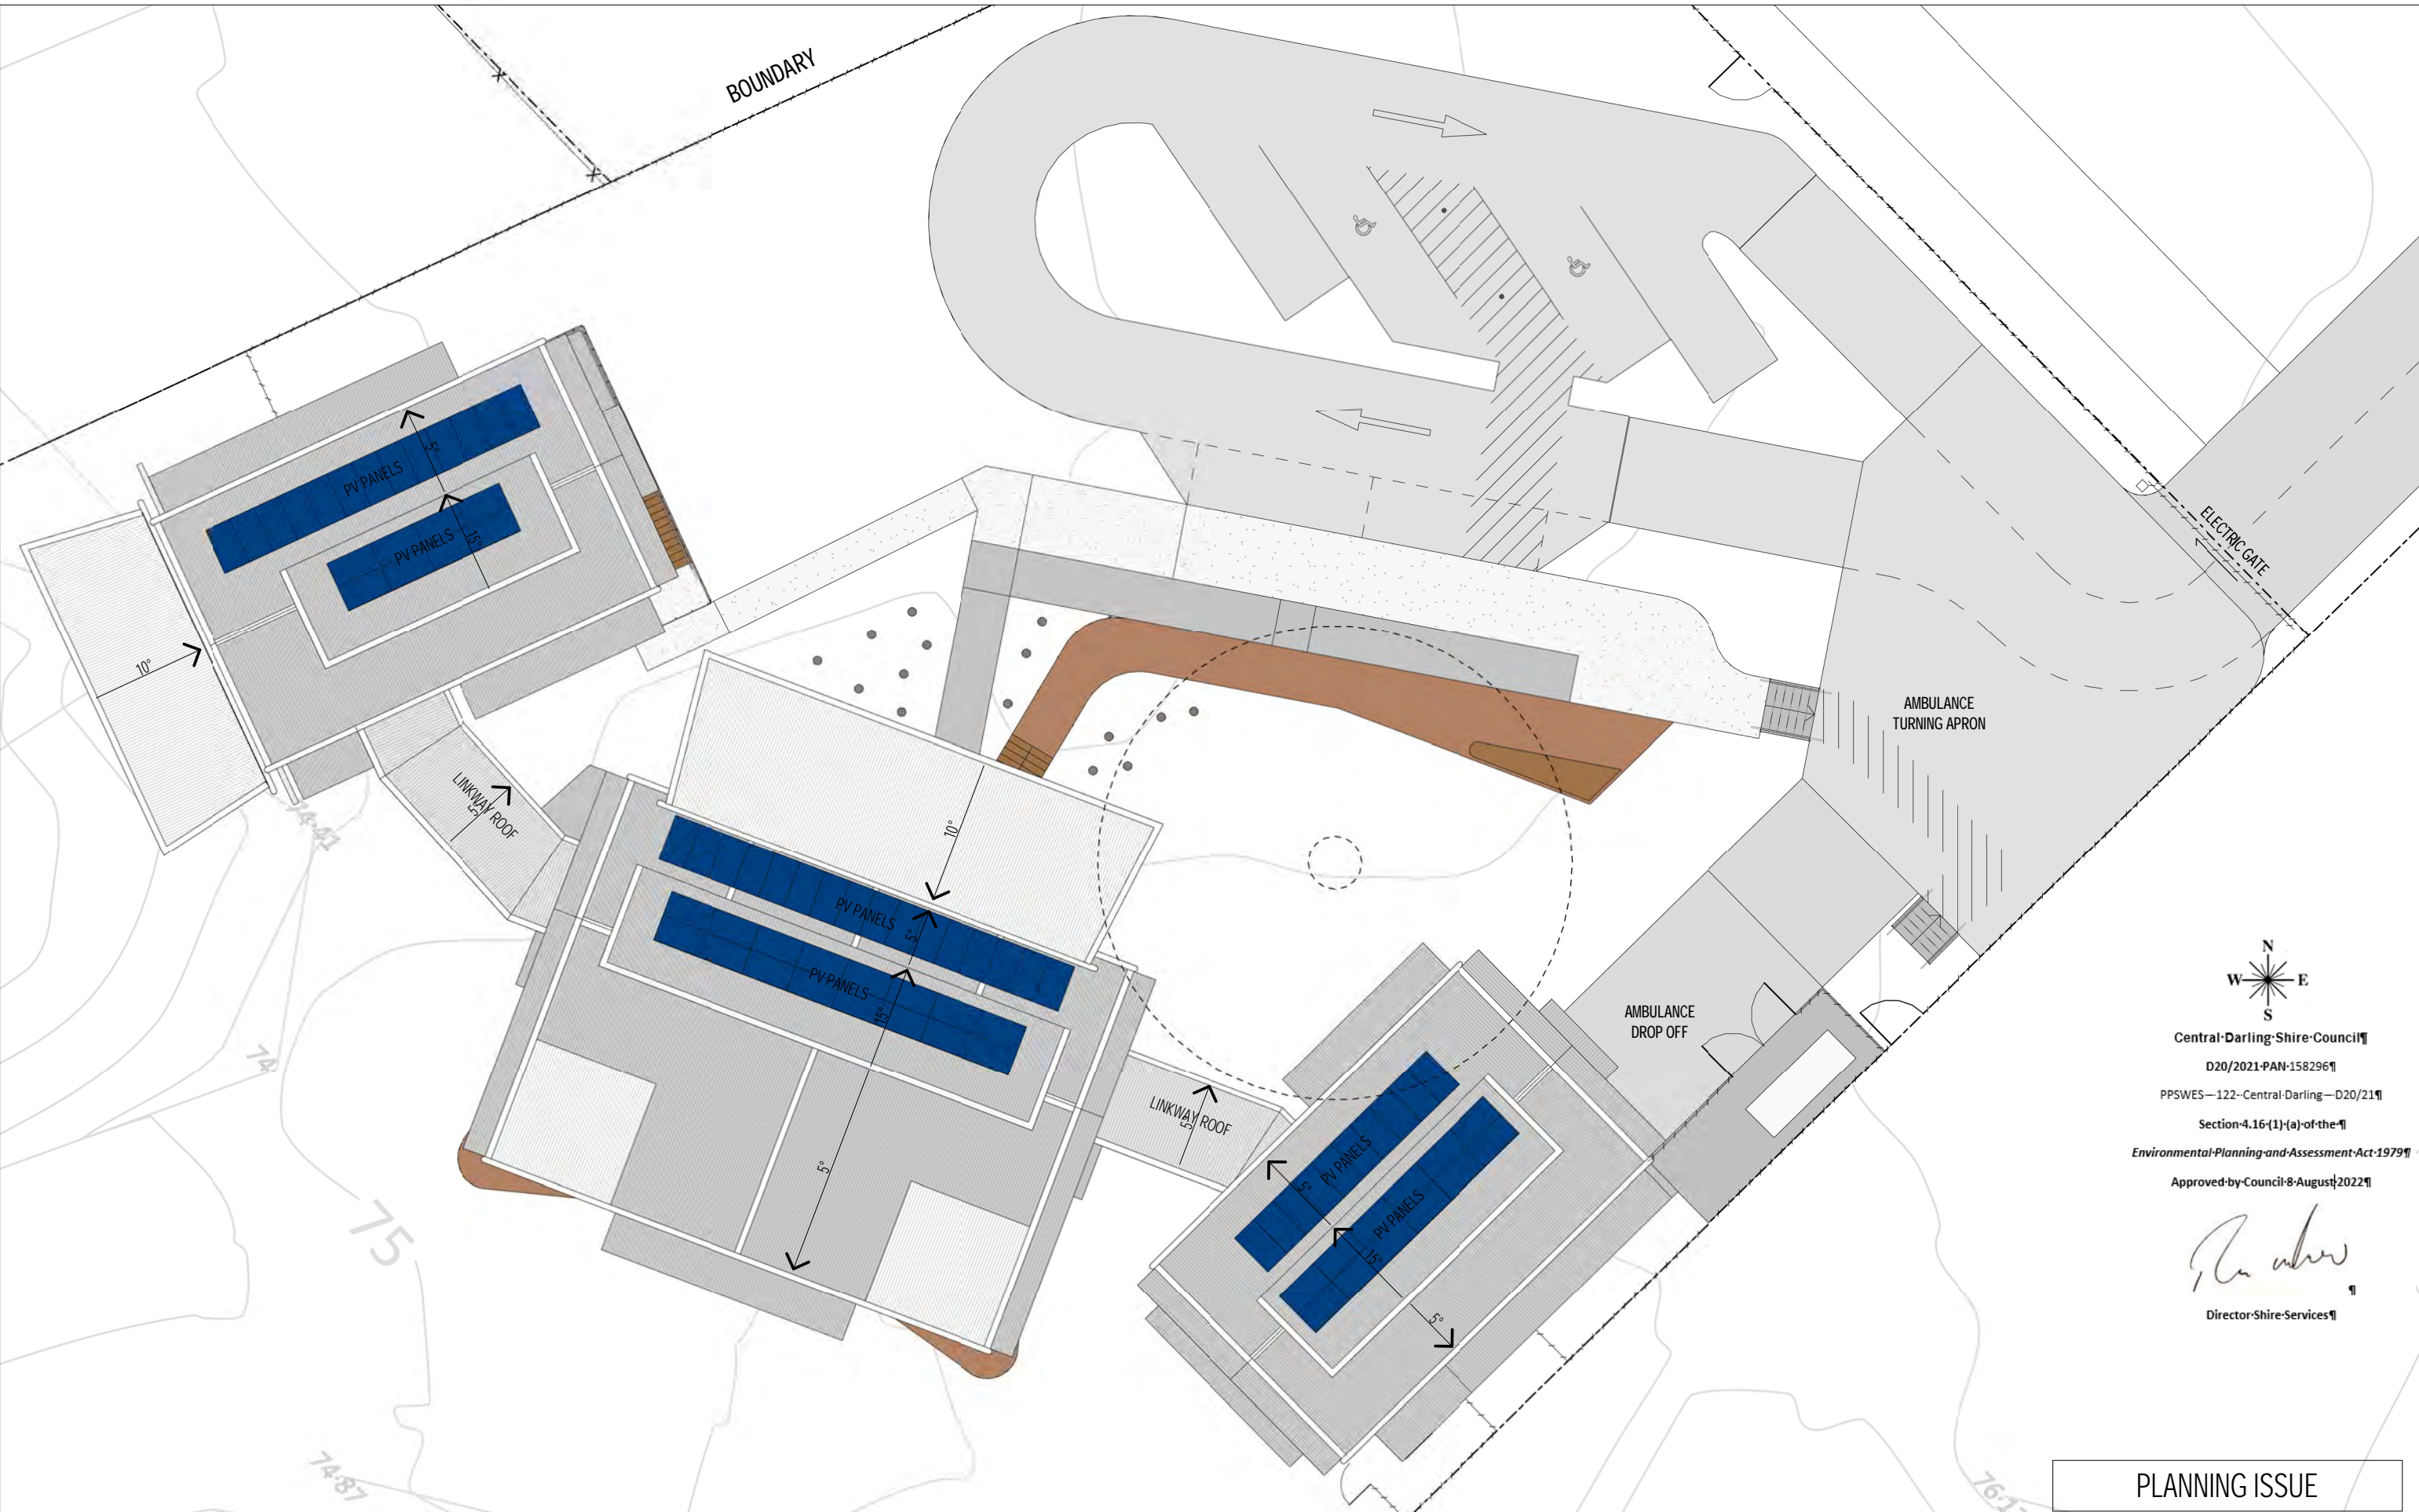 BOUNDARY
PV PANELS
5°
PV PANELS
15°
10°
LINKWAY ROOF
5°
10°
PV PANELS
5°
PV PANELS
15°
5°
LINKWAY ROOF
5°
PV PANELS
5°
PV PANELS
15°
5°
ELECTRIC GATE
AMBULANCE
TURNING APRON
AMBULANCE
DROP OFF
74·41
74
75
74·87
N
W E
S
Central·Darling·Shire·Council¶
D20/2021·PAN·158296¶
PPSWES-–122-·Central·Darling-–·D20/21¶
Section·4.16·(1)·(a)·of·the·¶
Environmental·Planning·and·Assessment·Act·1979¶
Approved·by·Council·8·August·2022¶
¶
Director·Shire·Services¶
PLANNING ISSUE